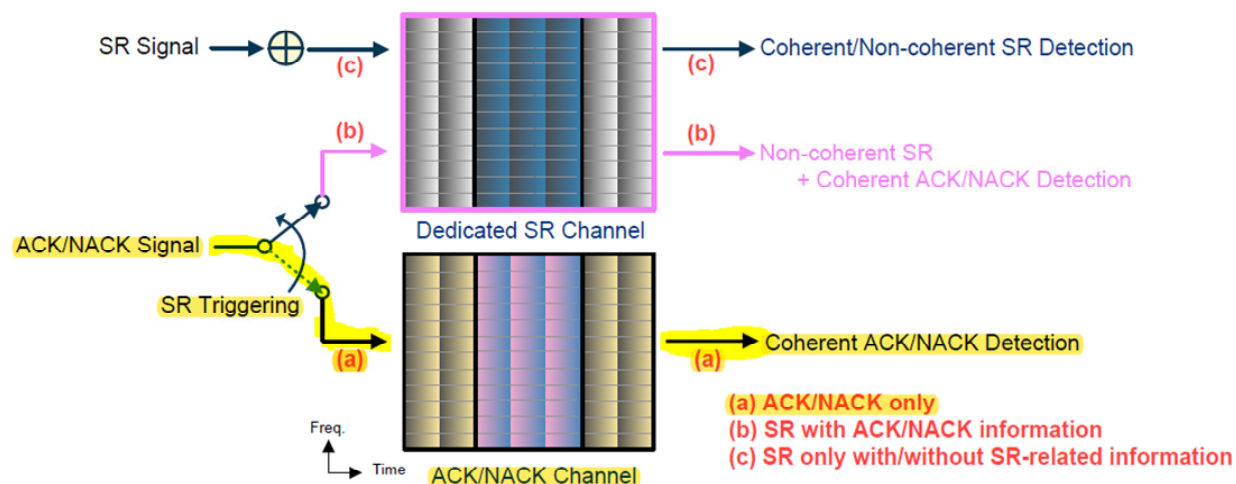 SR Signal
(c)
(c)
Coherent/Non-coherent SR Detection
(b)
(b)
Non-coherent SR
+ Coherent ACK/NACK Detection
Dedicated SR Channel
ACK/NACK Signal
SR Triggering
(a)
(a)
Coherent ACK/NACK Detection
(a) ACK/NACK only
(b) SR with ACK/NACK information
(c) SR only with/without SR-related information
Freq.
Time
ACK/NACK Channel